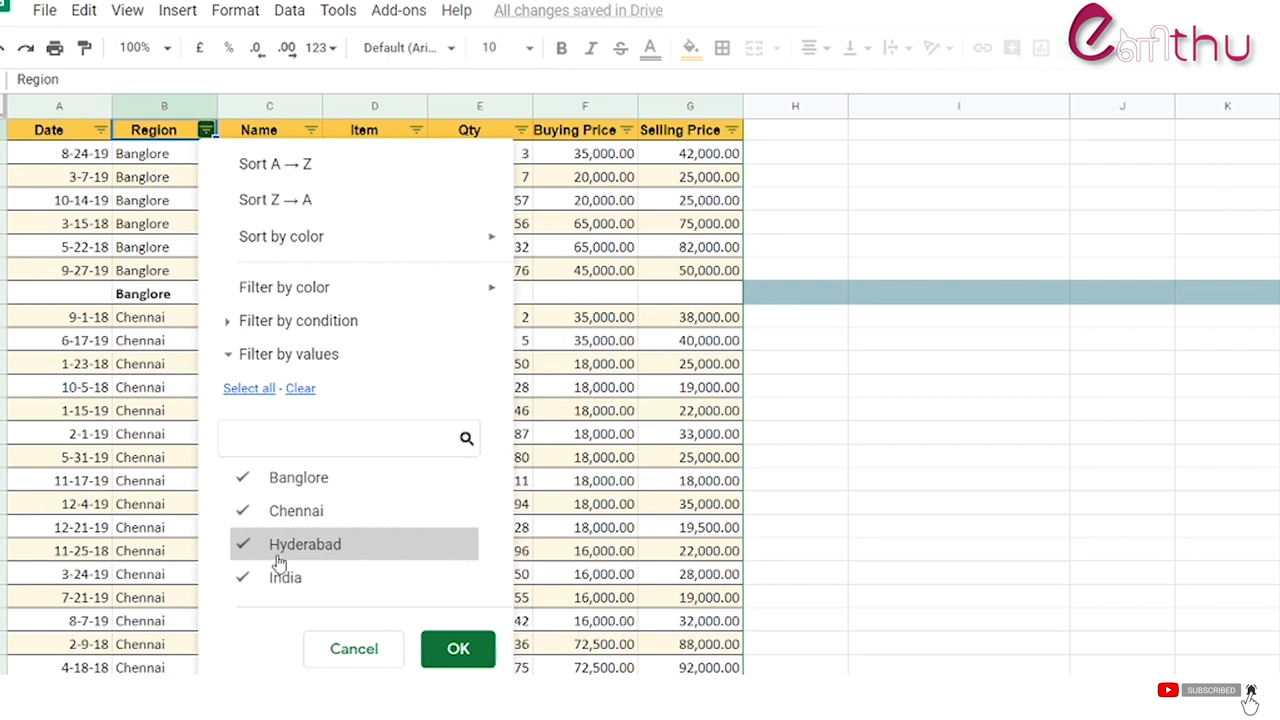 File Edit View Insert Format Data Tools Add-ons Help All changes saved in Drive
eளிthu
100% £ % .0 .00 123 Default (Ari... 10 B I S A
Region
A B C D E F G H I J K
Date Region Name Item Qty Buying Price Selling Price
8-24-19 Banglore 3 35,000.00 42,000.00
3-7-19 Banglore 7 20,000.00 25,000.00
10-14-19 Banglore 57 20,000.00 25,000.00
3-15-18 Banglore 56 65,000.00 75,000.00
5-22-18 Banglore 32 65,000.00 82,000.00
9-27-19 Banglore 76 45,000.00 50,000.00
Banglore
9-1-18 Chennai 2 35,000.00 38,000.00
6-17-19 Chennai 5 35,000.00 40,000.00
1-23-18 Chennai 50 18,000.00 25,000.00
10-5-18 Chennai 28 18,000.00 19,000.00
1-15-19 Chennai 46 18,000.00 22,000.00
2-1-19 Chennai 87 18,000.00 33,000.00
5-31-19 Chennai 80 18,000.00 25,000.00
11-17-19 Chennai 11 18,000.00 18,000.00
12-4-19 Chennai 94 18,000.00 35,000.00
12-21-19 Chennai 28 18,000.00 19,500.00
11-25-18 Chennai 96 16,000.00 22,000.00
3-24-19 Chennai 50 16,000.00 28,000.00
7-21-19 Chennai 55 16,000.00 19,000.00
8-7-19 Chennai 42 16,000.00 32,000.00
2-9-18 Chennai 36 72,500.00 88,000.00
4-18-18 Chennai 75 72,500.00 92,000.00
Sort A → Z
Sort Z → A
Sort by color
Filter by color
Filter by condition
Filter by values
Select all - Clear
Banglore
Chennai
Hyderabad
India
Cancel OK
SUBSCRIBED